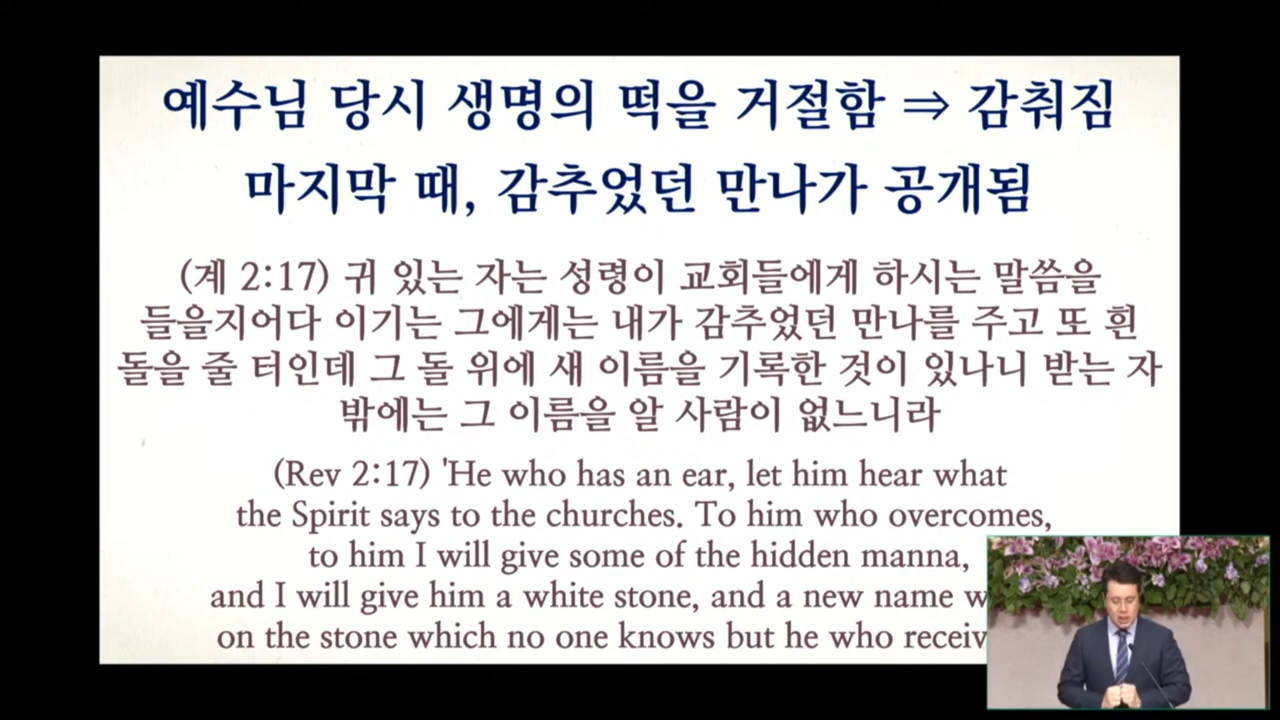 예수님 당시 생명의 떡을 거절함 ⇒ 감춰짐
마지막 때, 감추었던 만나가 공개됨
(계 2:17) 귀 있는 자는 성령이 교회들에게 하시는 말씀을
들을지어다 이기는 그에게는 내가 감추었던 만나를 주고 또 흰
돌을 줄 터인데 그 돌 위에 새 이름을 기록한 것이 있나니 받는 자
밖에는 그 이름을 알 사람이 없느니라
(Rev 2:17) 'He who has an ear, let him hear what
the Spirit says to the churches. To him who overcomes,
to him I will give some of the hidden manna,
and I will give him a white stone, and a new name
on the stone which no one knows but he who